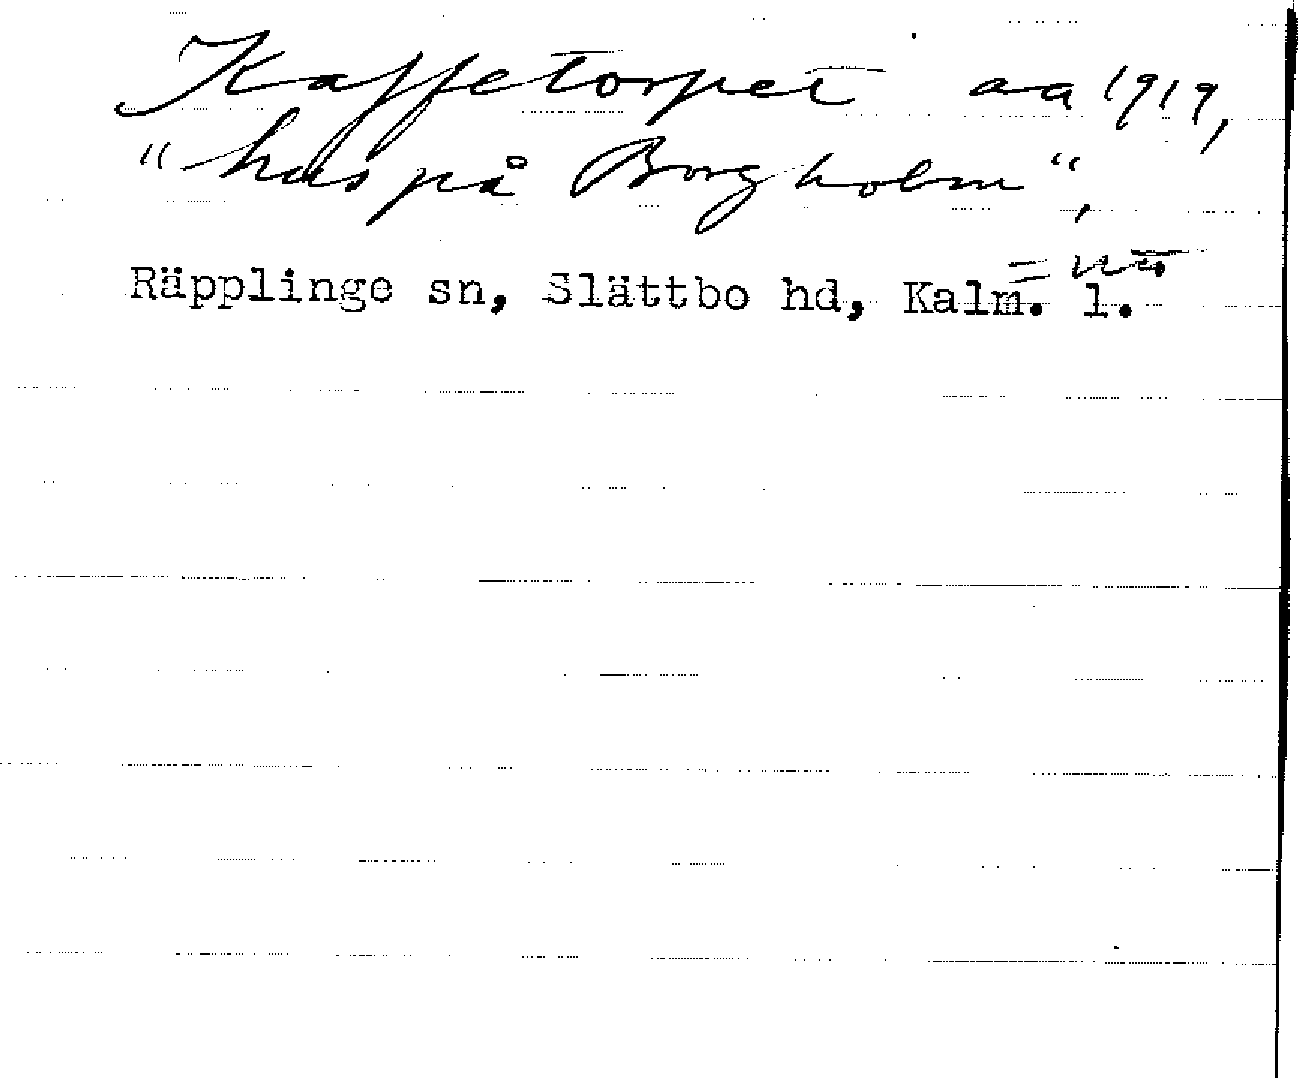 Kaffetorpet aa 1919,
"hus på Borgholm",
Räpplinge sn, Slättbo hd, Kalm. l.